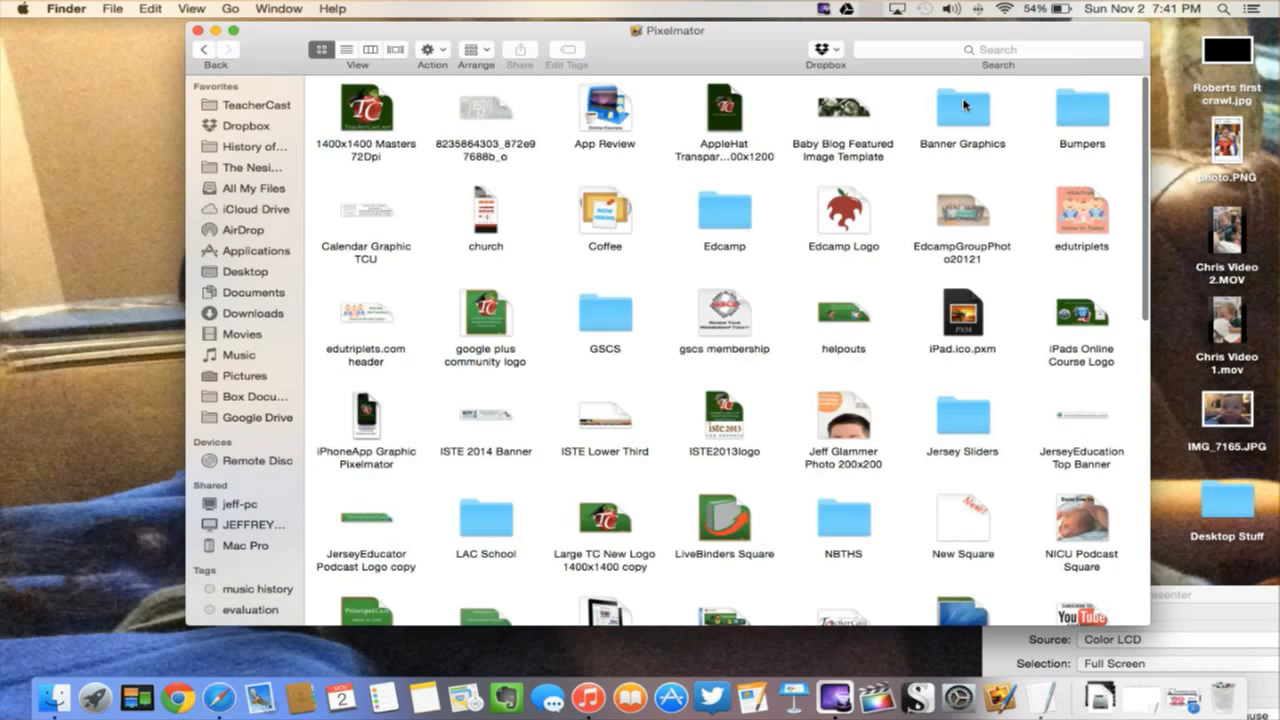 Finder File Edit View Go Window Help
54% Sun Nov 2 7:41 PM
Pixelmator
Back View Action Arrange Share Edit Tags Dropbox Search
Search
Favorites
TeacherCast
Dropbox
History of...
The Nesi...
All My Files
iCloud Drive
AirDrop
Applications
Desktop
Documents
Downloads
Movies
Music
Pictures
Box Docu...
Google Drive
Devices
Remote Disc
Shared
jeff-pc
JEFFREY...
Mac Pro
Tags
music history
evaluation
1400x1400 Masters
72Dpi
8235864303_872e9
7688b_o
App Review
AppleHat
Transpar...00x1200
Baby Blog Featured
Image Template
Banner Graphics
Bumpers
Calendar Graphic
TCU
church
Coffee
Edcamp
Edcamp Logo
EdcampGroupPhot
o20121
edutriplets
edutriplets.com
header
google plus
community logo
GSCS
gscs membership
helpouts
iPad.ico.pxm
iPads Online
Course Logo
iPhoneApp Graphic
Pixelmator
ISTE 2014 Banner
ISTE Lower Third
ISTE2013logo
Jeff Glammer
Photo 200x200
Jersey Sliders
JerseyEducation
Top Banner
JerseyEducator
Podcast Logo copy
LAC School
Large TC New Logo
1400x1400 copy
LiveBinders Square
NBTHS
New Square
NICU Podcast
Square
Roberts first
crawl.jpg
photo.PNG
Chris Video
2.MOV
Chris Video
1.mov
IMG_7165.JPG
Desktop Stuff
Source: Color LCD
Selection: Full Screen